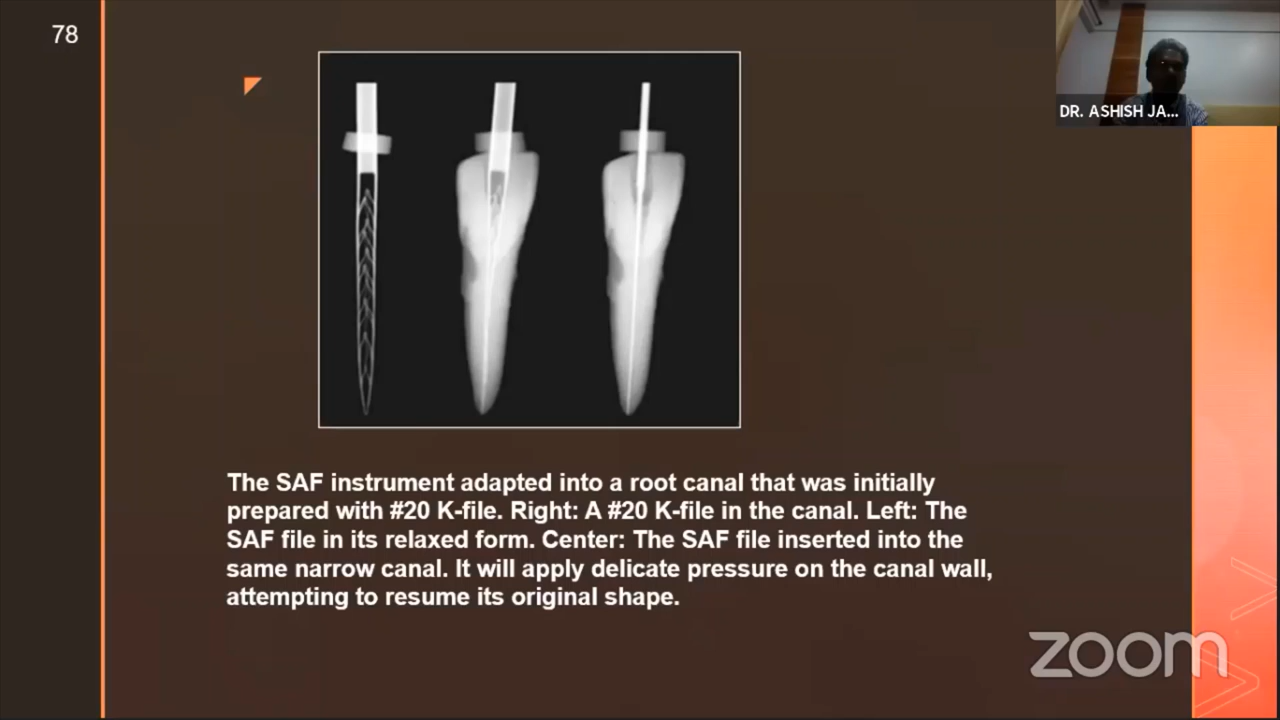 78
DR. ASHISH JA...
The SAF instrument adapted into a root canal that was initially
prepared with #20 K-file. Right: A #20 K-file in the canal. Left: The
SAF file in its relaxed form. Center: The SAF file inserted into the
same narrow canal. It will apply delicate pressure on the canal wall,
attempting to resume its original shape.
zoom